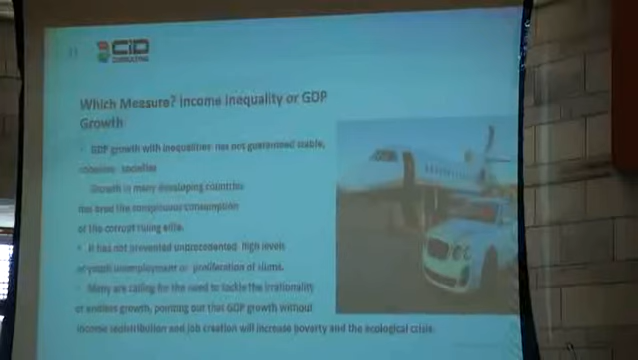 CiD
CONSULTING
Which Measure? Income Inequality or GDP
Growth
GDP growth with inequalities has not guaranteed stable,
societies
Growth in many developing countries
has bred the conspicuous consumption
of the corrupt ruling elite.
• It has not prevented unprecedented high levels
of youth unemployment or proliferation of slums.
• Many are calling for the need to tackle the irrationality
of endless growth, pointing out that GDP growth without
income redistribution and job creation will increase poverty and the ecological crisis.